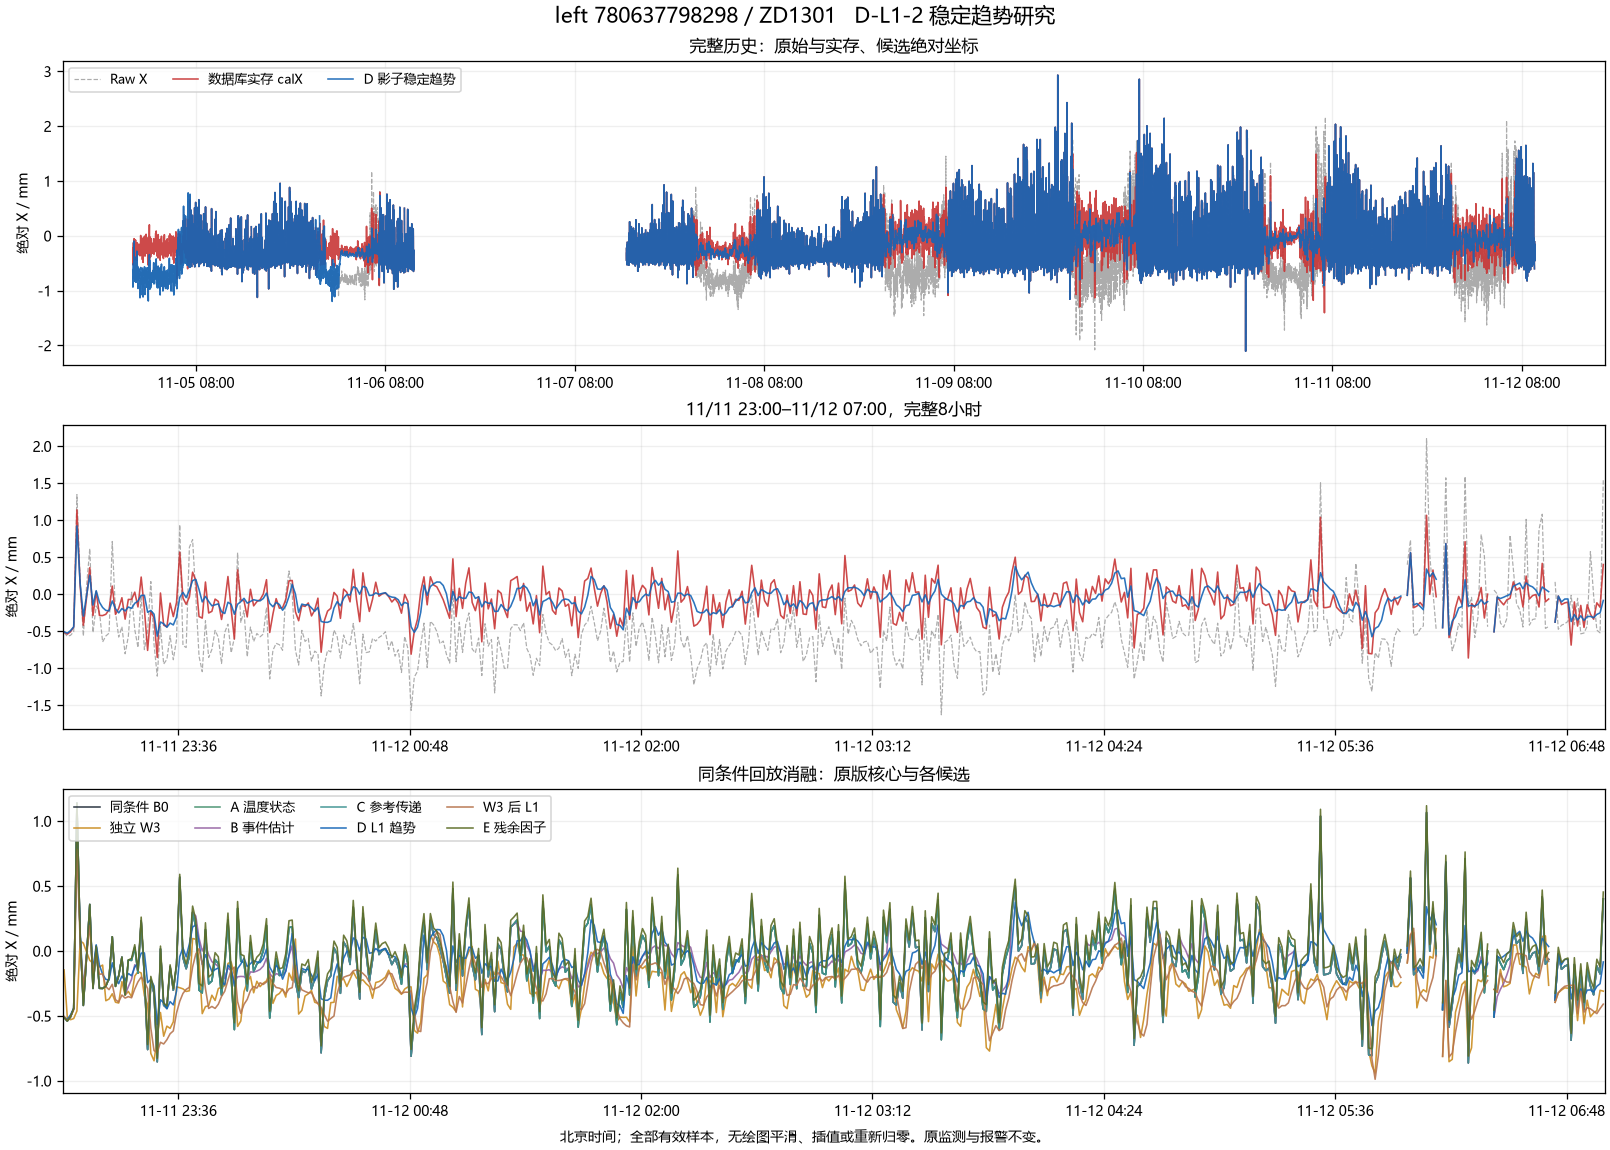 left 780637798298 / ZD1301   D-L1-2 稳定趋势研究
完整历史：原始与实存、候选绝对坐标
Raw X   数据库实存 calX   D 影子稳定趋势
绝对 X / mm
3
2
1
0
-1
-2
11-05 08:00   11-06 08:00   11-07 08:00   11-08 08:00   11-09 08:00   11-10 08:00   11-11 08:00   11-12 08:00
11/11 23:00–11/12 07:00，完整8小时
绝对 X / mm
2.0
1.5
1.0
0.5
0.0
-0.5
-1.0
-1.5
11-11 23:36   11-12 00:48   11-12 02:00   11-12 03:12   11-12 04:24   11-12 05:36   11-12 06:48
同条件回放消融：原版核心与各候选
同条件 B0   A 温度状态   C 参考传递   W3 后 L1
独立 W3   B 事件估计   D L1 趋势   E 残余因子
绝对 X / mm
1.0
0.5
0.0
-0.5
-1.0
11-11 23:36   11-12 00:48   11-12 02:00   11-12 03:12   11-12 04:24   11-12 05:36   11-12 06:48
北京时间；全部有效样本，无绘图平滑、插值或重新归零。原监测与报警不变。